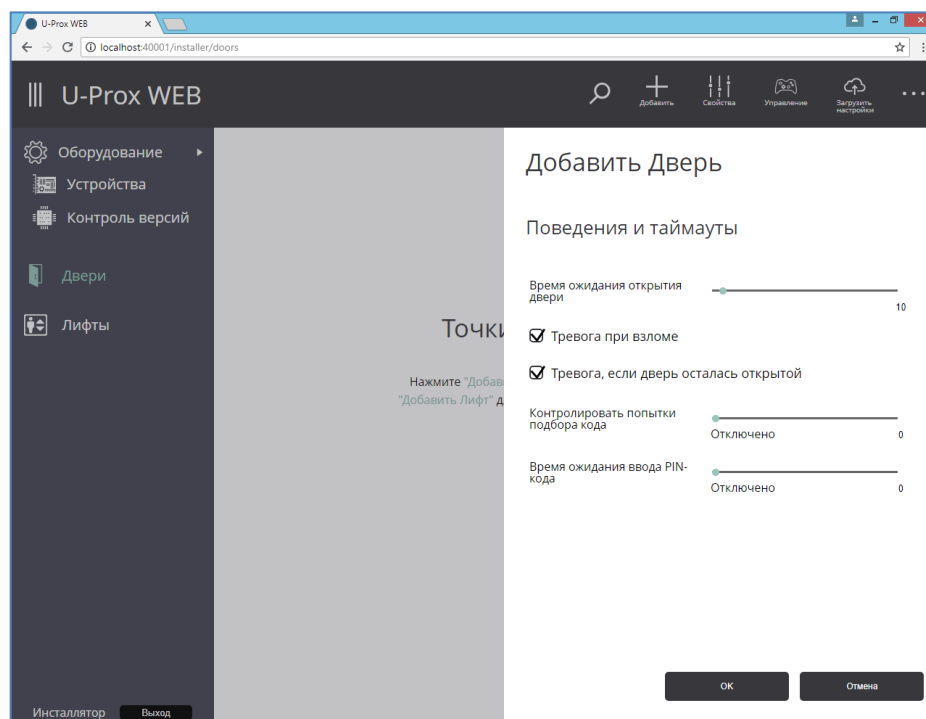 U-Prox WEB
localhost:40001/installer/doors
U-Prox WEB
Добавить
Свойства
Управление
Загрузить
настройки
Оборудование
Устройства
Контроль версий
Двери
Лифты
Точки
Нажмите "Добав
"Добавить Лифт" д
Добавить Дверь
Поведения и таймауты
Время ожидания открытия
двери
10
Тревога при взломе
Тревога, если дверь осталась открытой
Контролировать попытки
подбора кода
Отключено
0
Время ожидания ввода PIN-
кода
Отключено
0
OK
Отмена
Инсталлятор
Выход